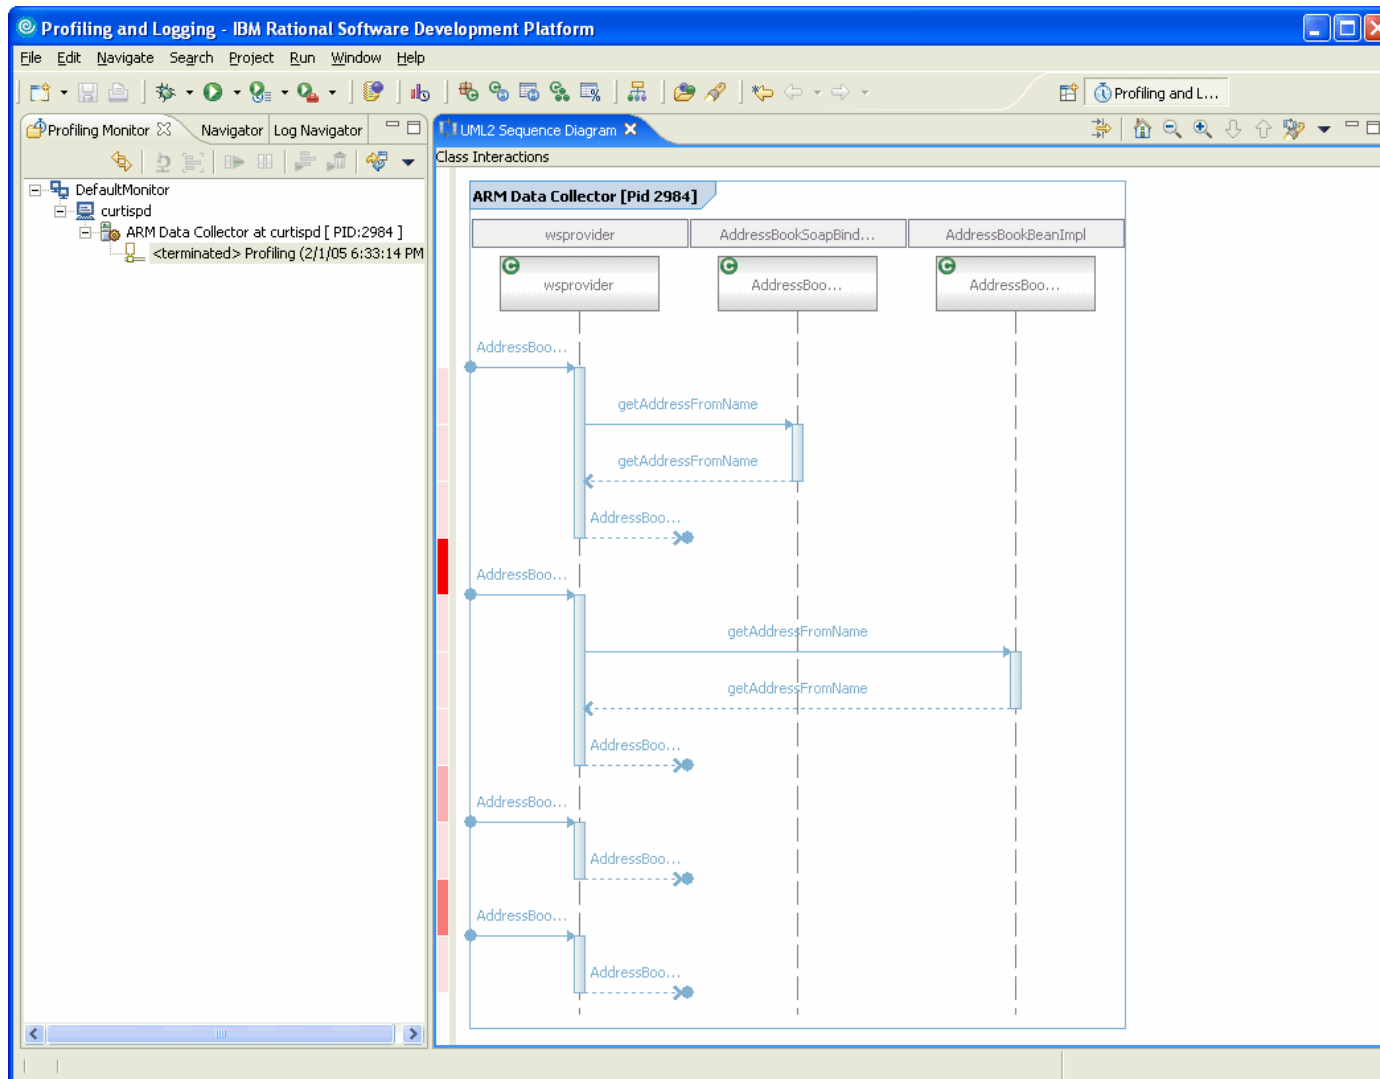 Profiling and Logging - IBM Rational Software Development Platform
File Edit Navigate Search Project Run Window Help
Profiling and L...
Profiling Monitor Navigator Log Navigator
UML2 Sequence Diagram
Class Interactions
DefaultMonitor
curtispd
ARM Data Collector at curtispd [ PID:2984 ]
<terminated> Profiling (2/1/05 6:33:14 PM
ARM Data Collector [Pid 2984]
wsprovider AddressBookSoapBind... AddressBookBeanImpl
wsprovider AddressBoo... AddressBoo...
AddressBoo...
getAddressFromName
getAddressFromName
AddressBoo...
AddressBoo...
getAddressFromName
getAddressFromName
AddressBoo...
AddressBoo...
AddressBoo...
AddressBoo...
AddressBoo...